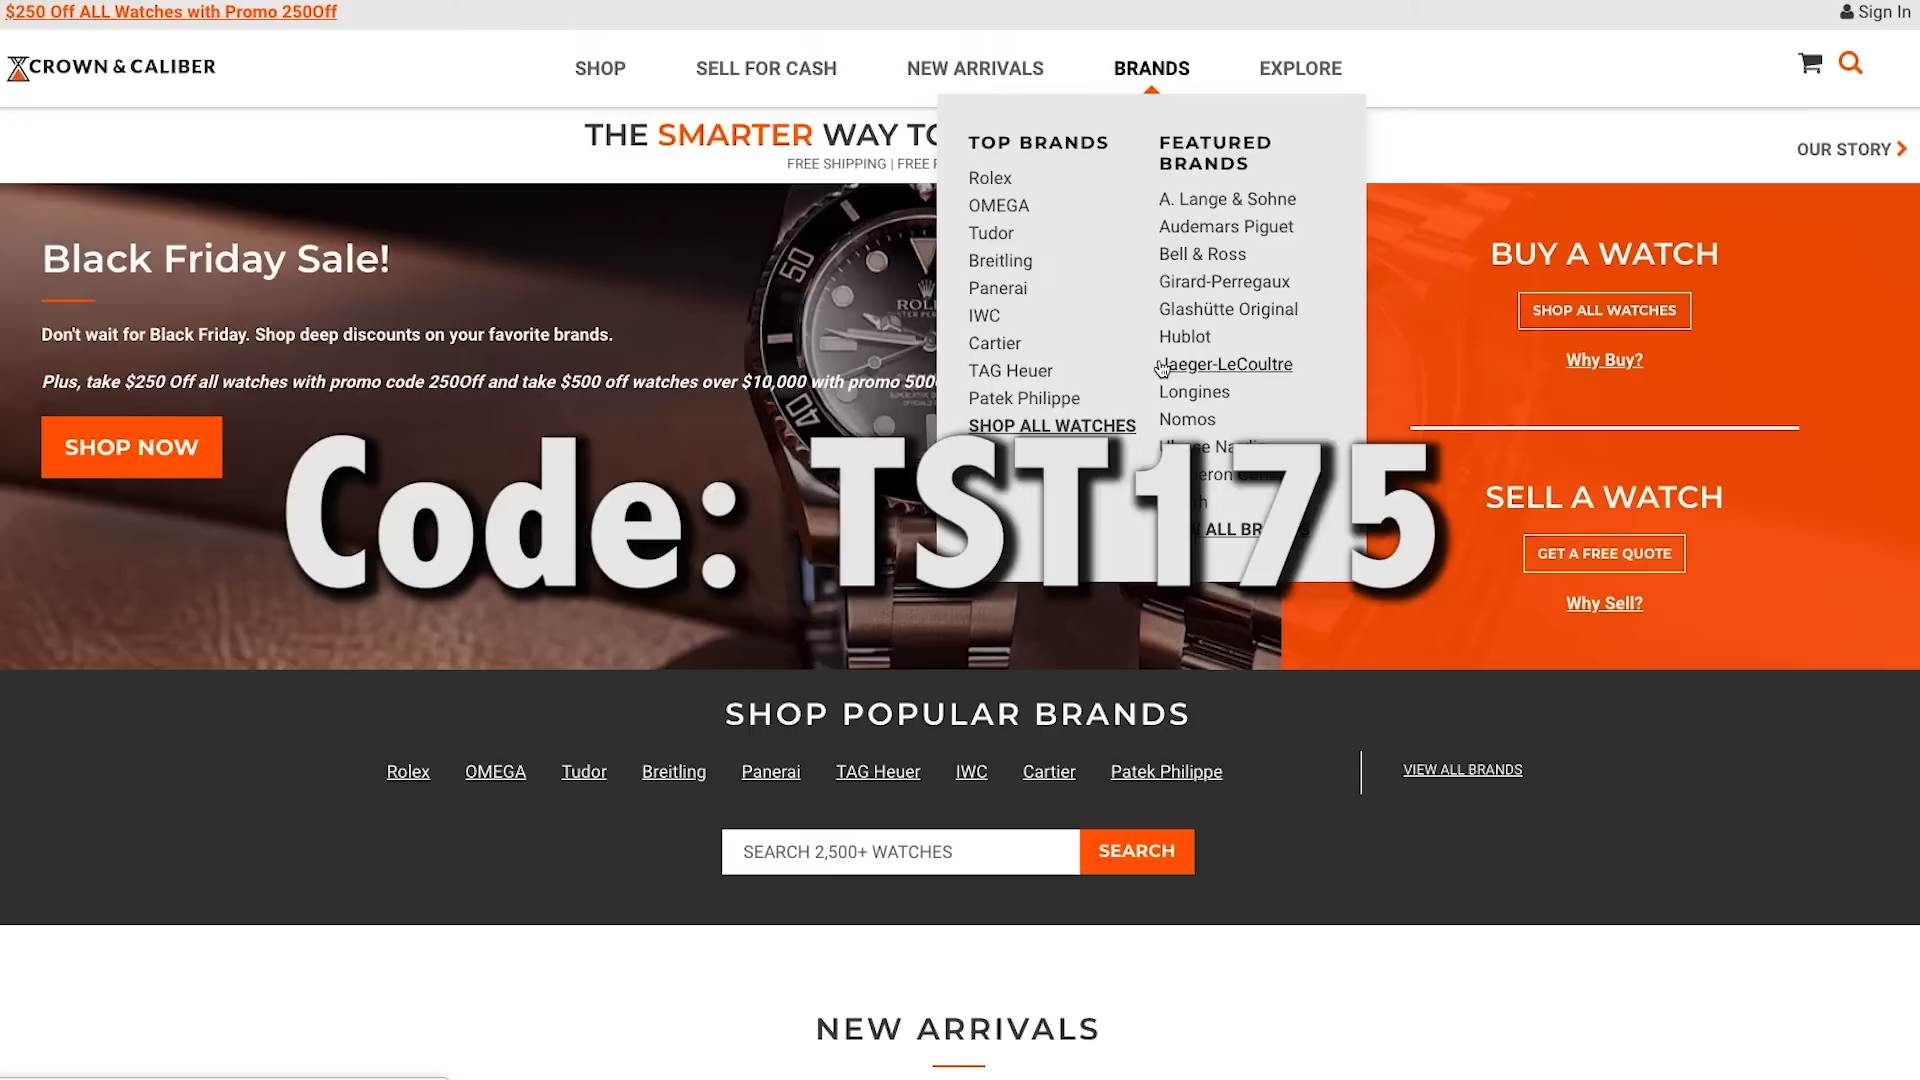 $250 Off ALL Watches with Promo 250Off
Sign In
CROWN & CALIBER
SHOP
SELL FOR CASH
NEW ARRIVALS
BRANDS
EXPLORE
THE SMARTER WAY TO
FREE SHIPPING | FREE
OUR STORY
TOP BRANDS
Rolex
OMEGA
Tudor
Breitling
Panerai
IWC
Cartier
TAG Heuer
Patek Philippe
SHOP ALL WATCHES
FEATURED
BRANDS
A. Lange & Sohne
Audemars Piguet
Bell & Ross
Girard-Perregaux
Glashütte Original
Hublot
Jaeger-LeCoultre
Longines
Nomos
ALL
Black Friday Sale!
Don't wait for Black Friday. Shop deep discounts on your favorite brands.
Plus, take $250 Off all watches with promo code 250Off and take $500 off watches over $10,000 with promo
SHOP NOW
50
40
Code: TST175
BUY A WATCH
SHOP ALL WATCHES
Why Buy?
SELL A WATCH
GET A FREE QUOTE
Why Sell?
SHOP POPULAR BRANDS
Rolex
OMEGA
Tudor
Breitling
Panerai
TAG Heuer
IWC
Cartier
Patek Philippe
VIEW ALL BRANDS
SEARCH 2,500+ WATCHES
SEARCH
NEW ARRIVALS